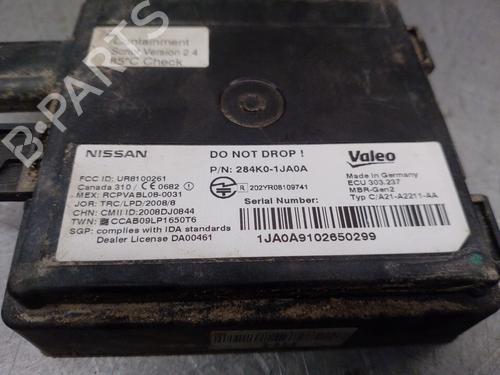 Containment
Script Version 2.4
85°C Check
NISSAN
DO NOT DROP !
P/N: 284K0-1JA0A
Valeo
Made in Germany
ECU 303.237
MBR-Gen2
Typ C/A21-A2211-AA
FCC ID: UR8100261
Canada 310 / CE 0682
MEX: RCPVABL08-0031
JOR: TRC/LPD/2008/8
CHN: CMII ID: 2008DJ0844
TWN: CCAB09LP1650T6
SGP: complies with IDA standards
Dealer License DA00461
R 202YR08109741
Serial Number:
1JA0A9102650299
B-PARTS